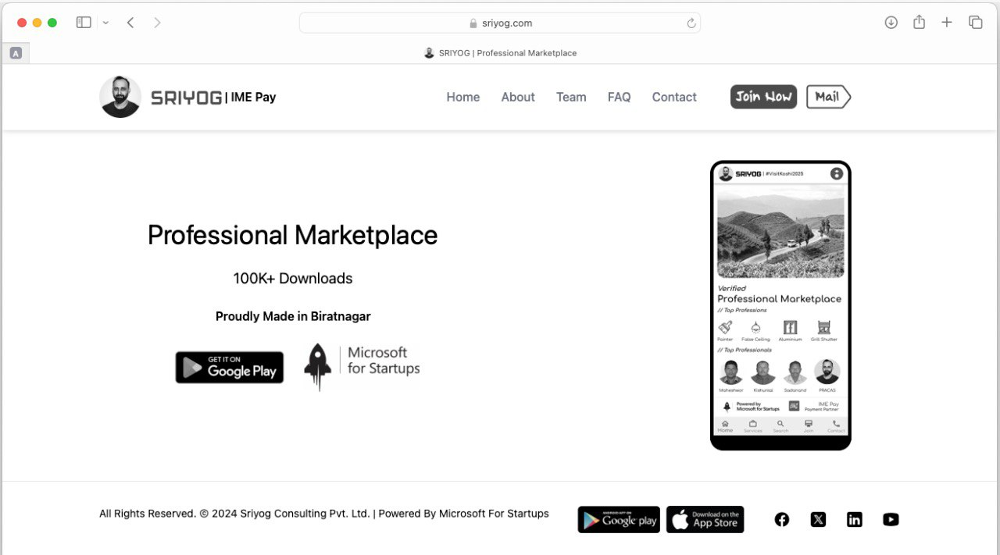 sriyog.com
A
SRIYOG | Professional Marketplace
SRIYOG | IME Pay
Home
About
Team
FAQ
Contact
Join Now
Mail
Professional Marketplace
100K+ Downloads
Proudly Made in Biratnagar
GET IT ON
Google Play
Microsoft
for Startups
SRIYOG | #VisitKoshi2025
Verified
Professional Marketplace
// Top Professions
Painter
False Ceiling
Aluminium
Grill Shutter
// Top Professionals
Maheshwor
Kishunlal
Sadanand
PRACAS
Powered by
Microsoft for Startups
IME Pay
Payment Partner
Home
Services
Search
Join
Contact
All Rights Reserved. © 2024 Sriyog Consulting Pvt. Ltd. | Powered By Microsoft For Startups
ANDROID APP ON
Google play
Download on the
App Store